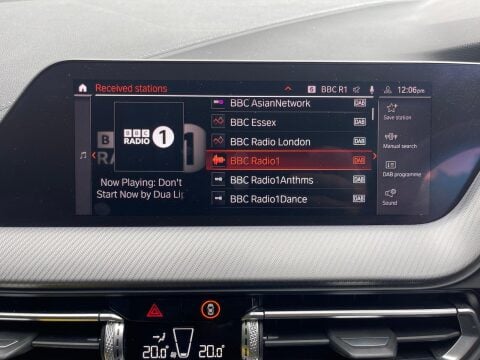 Received stations
BBC R1
12:06pm
BBC
RADIO 1
Now Playing: Don't
Start Now by Dua Lip
BBC AsianNetwork DAB
BBC Essex DAB
BBC Radio London DAB
BBC Radio1 DAB
BBC Radio1Anthms DAB
BBC Radio1Dance DAB
Save station
Manual search
DAB programme
Sound
20.0 20.0